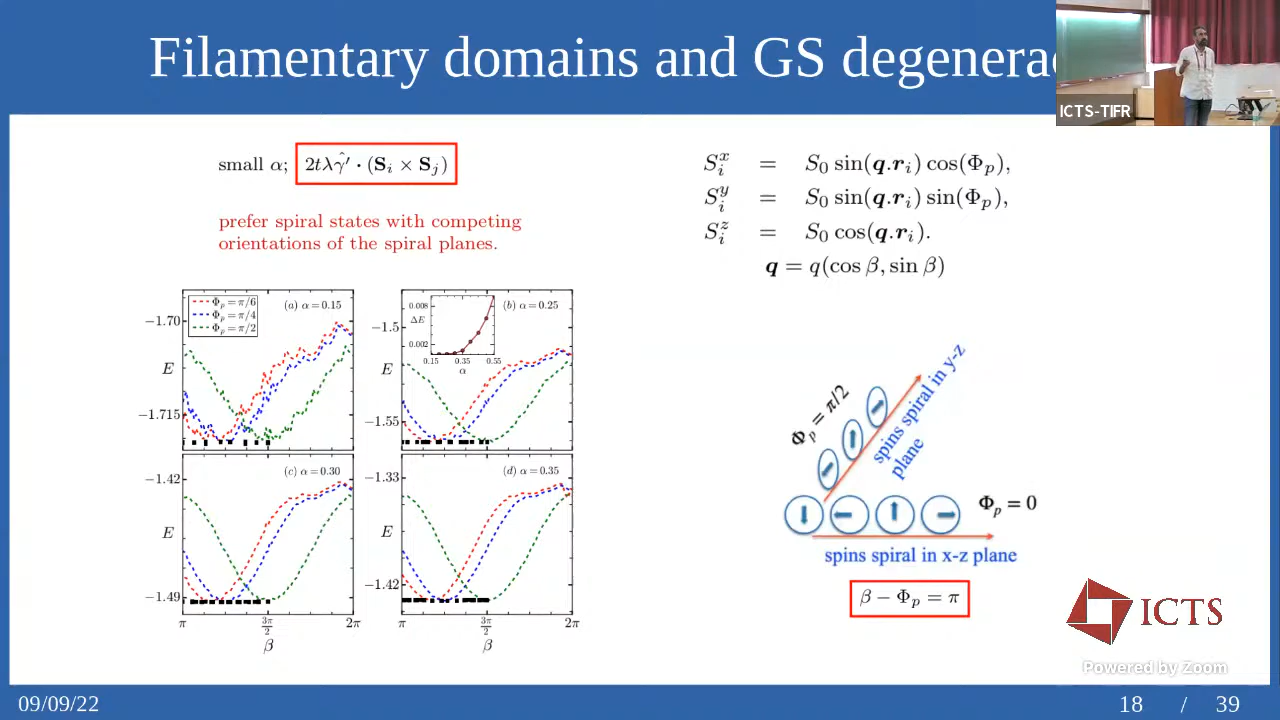 Filamentary domains and GS degenerac
ICTS-TIFR
small α; 2tλγ̂′ · (S_i × S_j)
prefer spiral states with competing
orientations of the spiral planes.
S_i^x = S_0 sin(q.r_i) cos(Φ_p),
S_i^y = S_0 sin(q.r_i) sin(Φ_p),
S_i^z = S_0 cos(q.r_i).
q = q(cos β, sin β)
Φ_p = π/6
Φ_p = π/4
Φ_p = π/2
(a) α = 0.15
−1.70
E
−1.715
(b) α = 0.25
0.008
ΔE
0.002
0.15 0.35 0.55
α
−1.5
E
−1.55
(c) α = 0.30
−1.42
E
−1.49
π 3π/2 2π
β
(d) α = 0.35
−1.33
E
−1.42
π 3π/2 2π
β
Φ_p = π/2
spins spiral in y-z
plane
Φ_p = 0
spins spiral in x-z plane
β − Φ_p = π
ICTS
Powered by Zoom
09/09/22
18 / 39